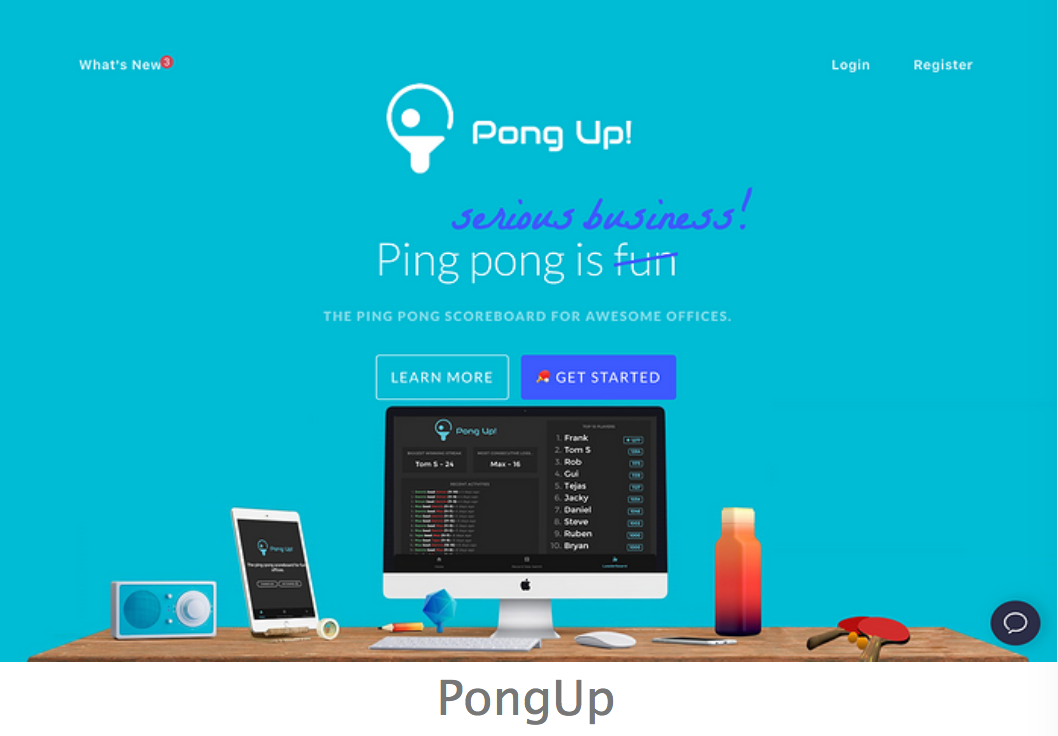 What's New 3
Login
Register
Pong Up!
serious business!
Ping pong is fun
THE PING PONG SCOREBOARD FOR AWESOME OFFICES.
LEARN MORE
GET STARTED
Pong Up!
Tom S - 24
Max - 16
RECENT ACTIVITIES
TOP 10 PLAYERS
1. Frank
2. Tom S
3. Rob
4. Gui
5. Tejas
6. Jacky
7. Daniel
8. Steve
9. Ruben
10. Bryan
Pong Up!
The ping pong scoreboard for fun
offices.
PongUp